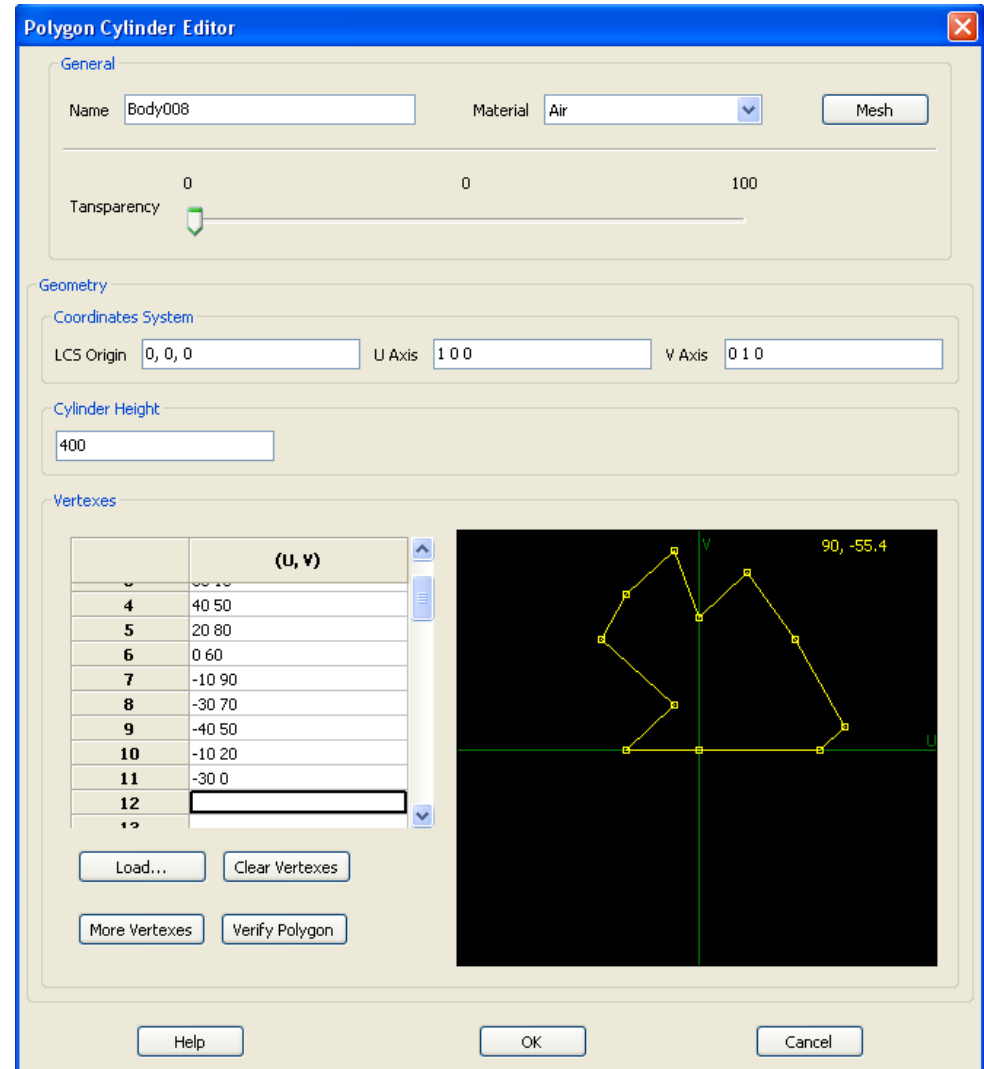 Polygon Cylinder Editor
General
Name Body008 Material Air Mesh
0 0 100
Tansparency
Geometry
Coordinates System
LCS Origin 0, 0, 0 U Axis 1 0 0 V Axis 0 1 0
Cylinder Height
400
Vertexes
(U, V)
4 40 50
5 20 80
6 0 60
7 -10 90
8 -30 70
9 -40 50
10 -10 20
11 -30 0
12
V 90, -55.4
U
Load... Clear Vertexes
More Vertexes Verify Polygon
Help OK Cancel